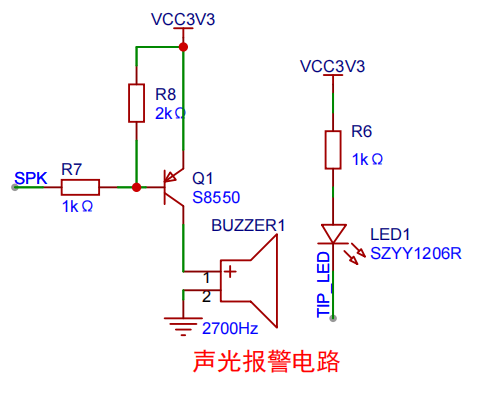 VCC3V3
R8
2kΩ
SPK
R7
1kΩ
Q1
S8550
BUZZER1
1
2
2700Hz
VCC3V3
R6
1kΩ
LED1
SZYY1206R
TIP_LED
声光报警电路